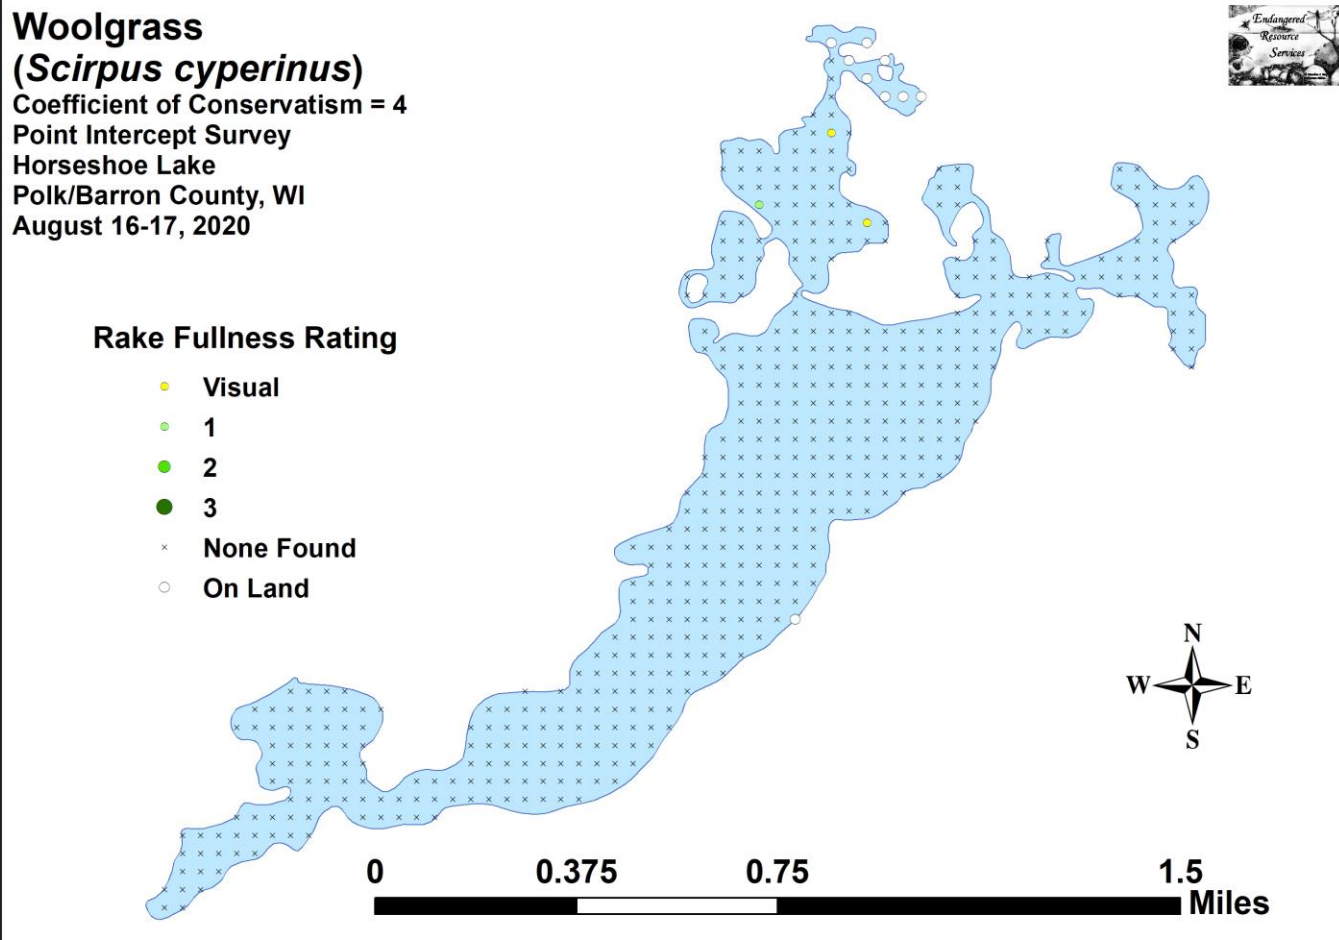 Woolgrass
(Scirpus cyperinus)
Coefficient of Conservatism = 4
Point Intercept Survey
Horseshoe Lake
Polk/Barron County, WI
August 16-17, 2020
Endangered
Resource
Services
Rake Fullness Rating
Visual
1
2
3
None Found
On Land
N
W E
S
0 0.375 0.75 1.5
Miles